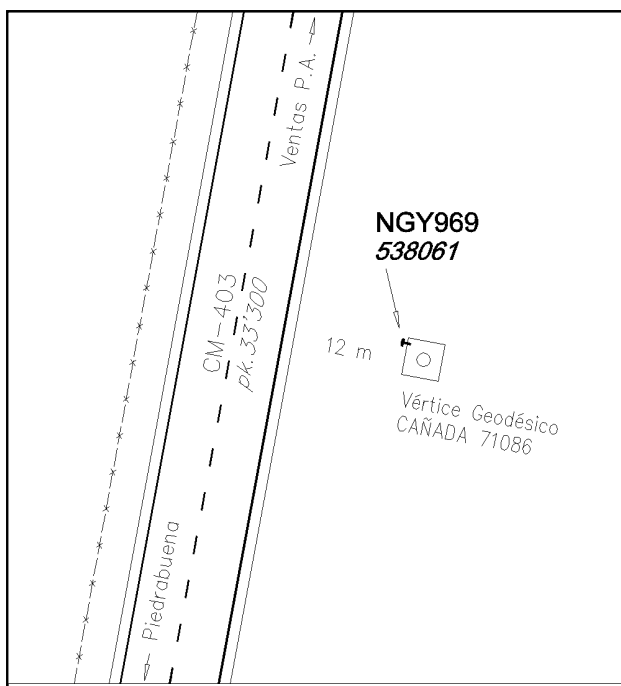 Ventas P.A.
NGY969
538061
CM-403
pk.33'300
12 m
Vértice Geodésico
CAÑADA 71086
Piedrabuena